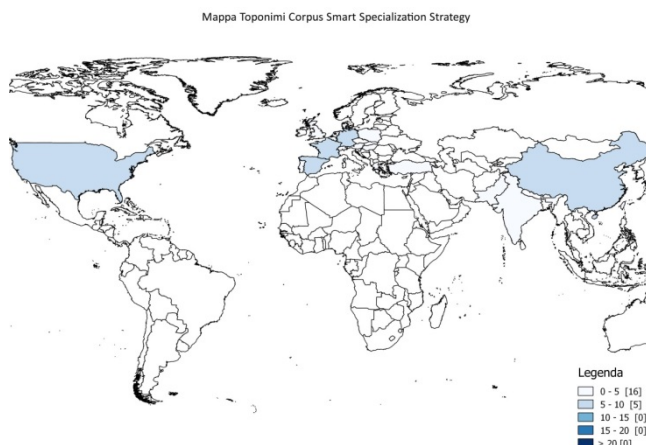 Mappa Toponimi Corpus Smart Specialization Strategy
Legenda
0 - 5 [16]
5 - 10 [5]
10 - 15 [0]
15 - 20 [0]
> 20 [0]